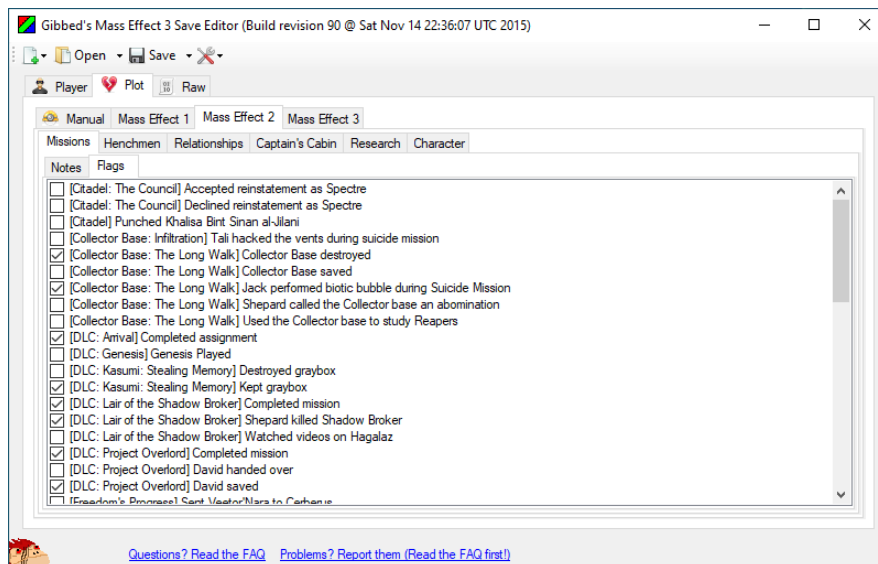 Gibbed's Mass Effect 3 Save Editor (Build revision 90 @ Sat Nov 14 22:36:07 UTC 2015)
Open Save
Player Plot Raw
Manual Mass Effect 1 Mass Effect 2 Mass Effect 3
Missions Henchmen Relationships Captain's Cabin Research Character
Notes Flags
[Citadel: The Council] Accepted reinstatement as Spectre
[Citadel: The Council] Declined reinstatement as Spectre
[Citadel] Punched Khalisa Bint Sinan al-Jilani
[Collector Base: Infiltration] Tali hacked the vents during suicide mission
[Collector Base: The Long Walk] Collector Base destroyed
[Collector Base: The Long Walk] Collector Base saved
[Collector Base: The Long Walk] Jack performed biotic bubble during Suicide Mission
[Collector Base: The Long Walk] Shepard called the Collector base an abomination
[Collector Base: The Long Walk] Used the Collector base to study Reapers
[DLC: Arrival] Completed assignment
[DLC: Genesis] Genesis Played
[DLC: Kasumi: Stealing Memory] Destroyed graybox
[DLC: Kasumi: Stealing Memory] Kept graybox
[DLC: Lair of the Shadow Broker] Completed mission
[DLC: Lair of the Shadow Broker] Shepard killed Shadow Broker
[DLC: Lair of the Shadow Broker] Watched videos on Hagalaz
[DLC: Project Overlord] Completed mission
[DLC: Project Overlord] David handed over
[DLC: Project Overlord] David saved
[Freedom's Progress] Sent Veetor'Nara to Cerberus
Questions? Read the FAQ Problems? Report them (Read the FAQ first!)